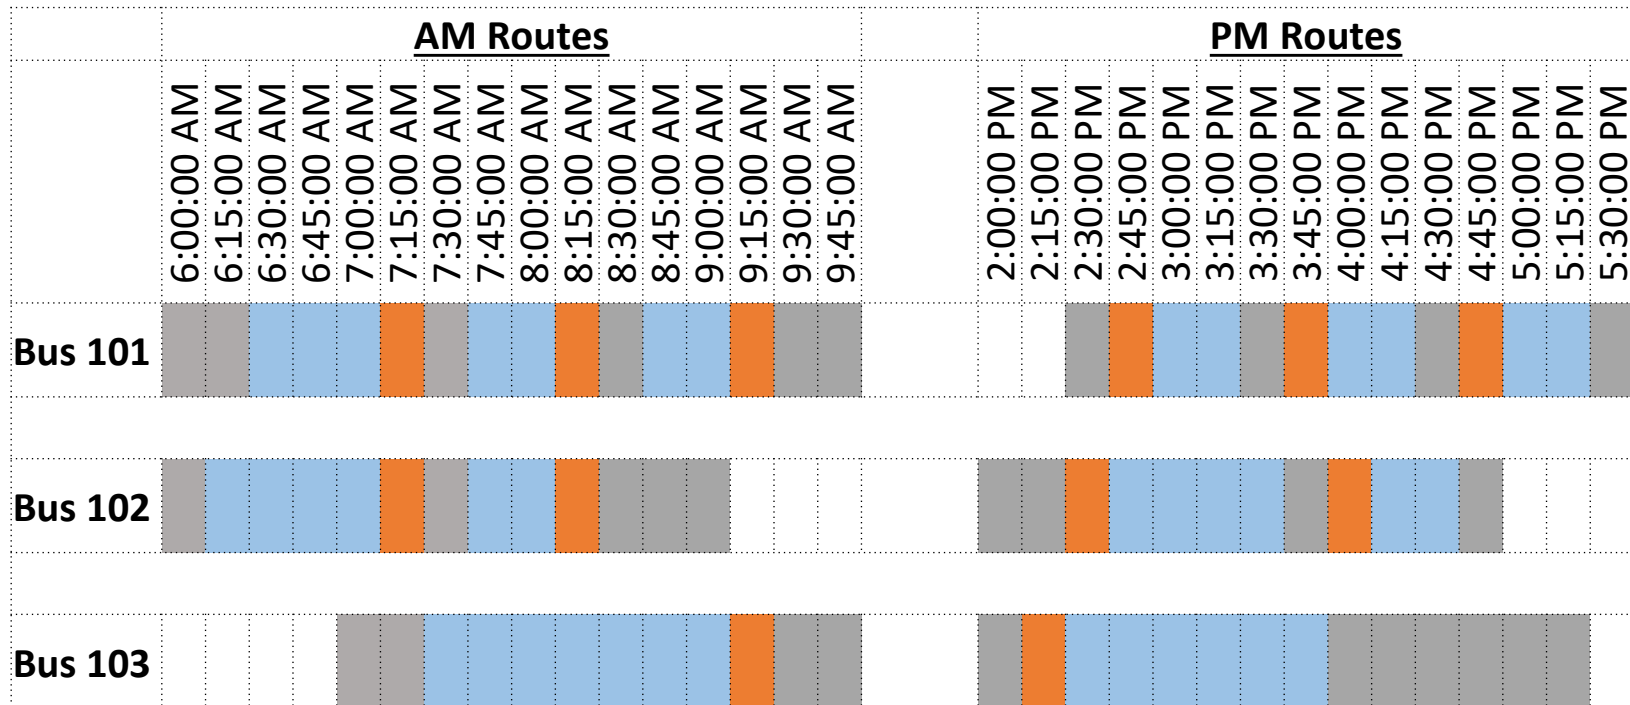 AM Routes PM Routes
6:00:00 AM
6:15:00 AM
6:30:00 AM
6:45:00 AM
7:00:00 AM
7:15:00 AM
7:30:00 AM
7:45:00 AM
8:00:00 AM
8:15:00 AM
8:30:00 AM
8:45:00 AM
9:00:00 AM
9:15:00 AM
9:30:00 AM
9:45:00 AM
2:00:00 PM
2:15:00 PM
2:30:00 PM
2:45:00 PM
3:00:00 PM
3:15:00 PM
3:30:00 PM
3:45:00 PM
4:00:00 PM
4:15:00 PM
4:30:00 PM
4:45:00 PM
5:00:00 PM
5:15:00 PM
5:30:00 PM
Bus 101
Bus 102
Bus 103